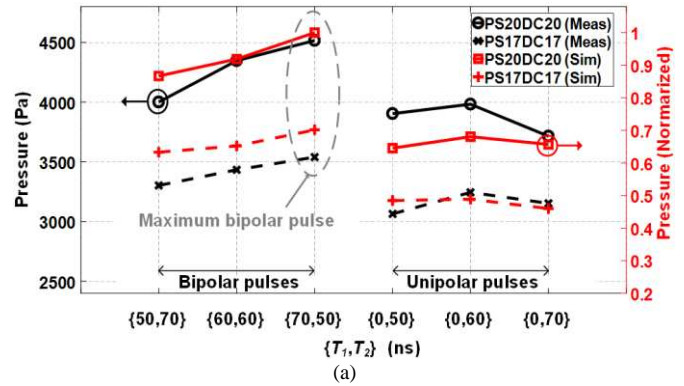 PS20DC20 (Meas)
PS17DC17 (Meas)
PS20DC20 (Sim)
PS17DC17 (Sim)
Pressure (Pa)
4500
4000
3500
3000
2500
Pressure (Normarized)
1
0.9
0.8
0.7
0.6
0.5
0.4
0.3
0.2
Maximum bipolar pulse
Bipolar pulses
Unipolar pulses
{50,70}
{60,60}
{70,50}
{0,50}
{0,60}
{0,70}
{T1,T2} (ns)
(a)